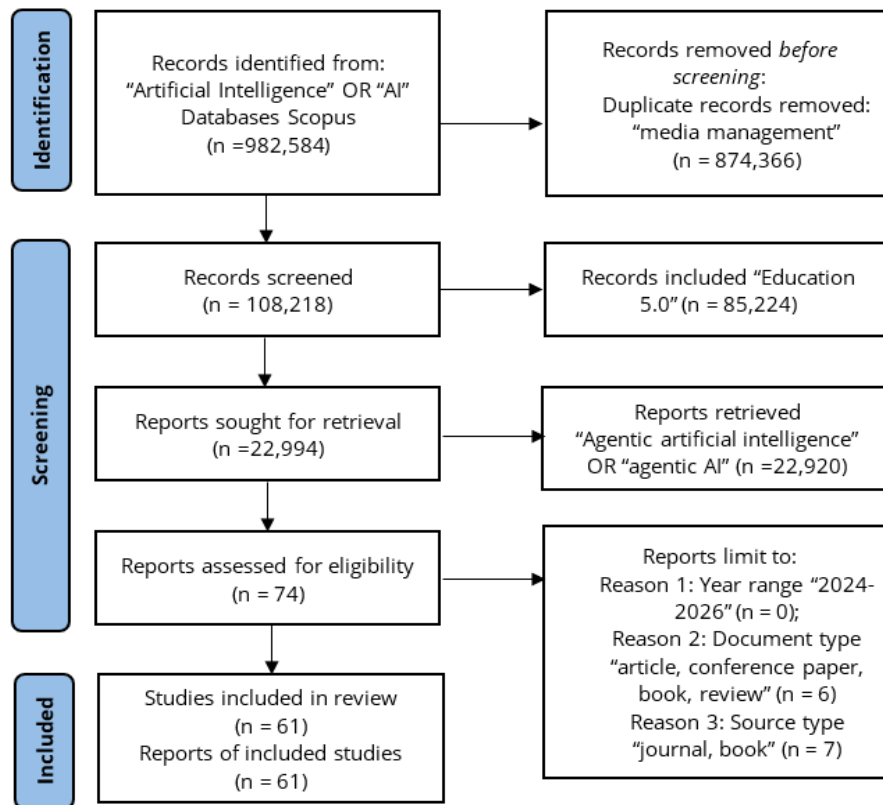 Identification
Records identified from:
“Artificial Intelligence” OR “AI”
Databases Scopus
(n =982,584)
Records removed before
screening:
Duplicate records removed:
“media management”
(n = 874,366)
Screening
Records screened
(n = 108,218)
Records included “Education
5.0” (n = 85,224)
Reports sought for retrieval
(n =22,994)
Reports retrieved
“Agentic artificial intelligence”
OR “agentic AI” (n =22,920)
Reports assessed for eligibility
(n = 74)
Reports limit to:
Reason 1: Year range “2024-
2026” (n = 0);
Reason 2: Document type
“article, conference paper,
book, review” (n = 6)
Reason 3: Source type
“journal, book” (n = 7)
Included
Studies included in review
(n = 61)
Reports of included studies
(n = 61)